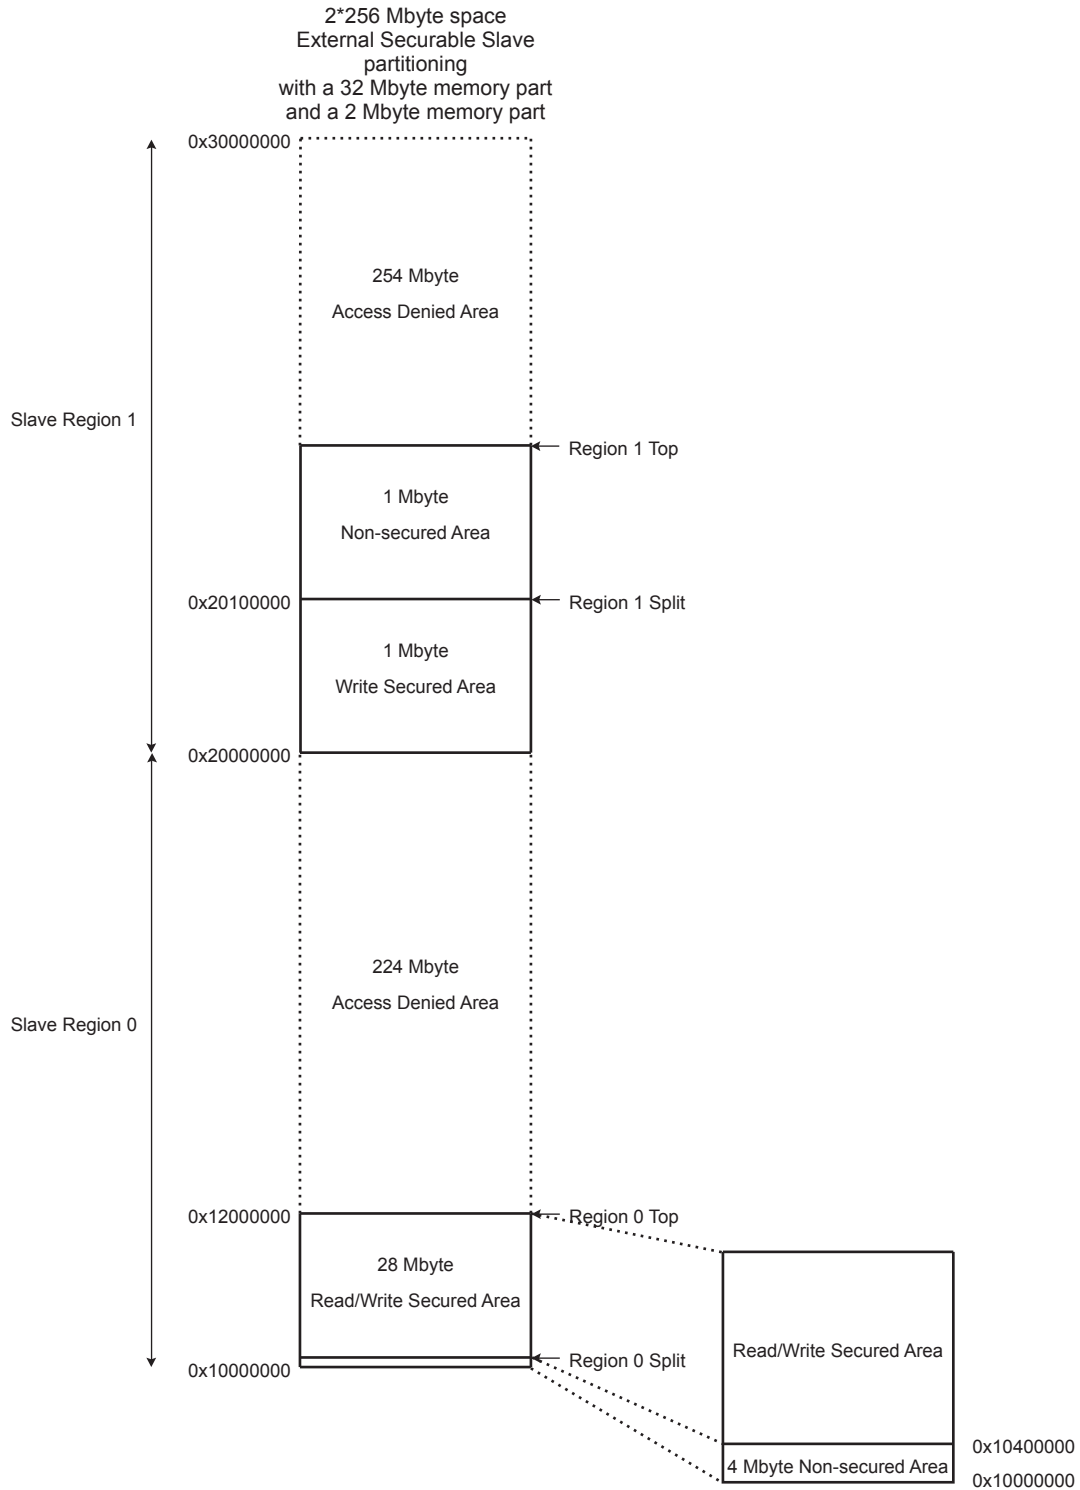 2*256 Mbyte space
External Securable Slave
partitioning
with a 32 Mbyte memory part
and a 2 Mbyte memory part
0x30000000
254 Mbyte
Access Denied Area
Slave Region 1
Region 1 Top
1 Mbyte
Non-secured Area
0x20100000
Region 1 Split
1 Mbyte
Write Secured Area
0x20000000
224 Mbyte
Access Denied Area
Slave Region 0
0x12000000
Region 0 Top
28 Mbyte
Read/Write Secured Area
Region 0 Split
0x10000000
Read/Write Secured Area
0x10400000
4 Mbyte Non-secured Area
0x10000000